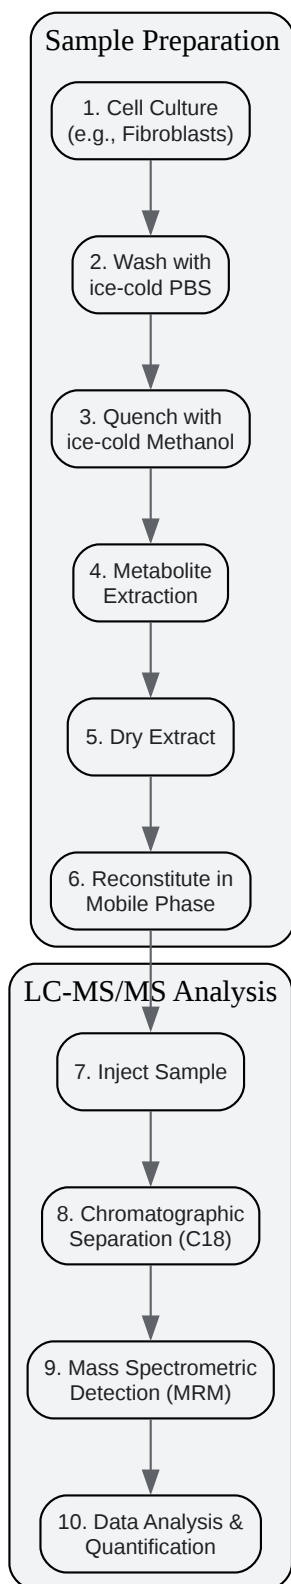 Sample Preparation
1. Cell Culture
(e.g., Fibroblasts)
2. Wash with
ice-cold PBS
3. Quench with
ice-cold Methanol
4. Metabolite
Extraction
5. Dry Extract
6. Reconstitute in
Mobile Phase
LC-MS/MS Analysis
7. Inject Sample
8. Chromatographic
Separation (C18)
9. Mass Spectrometric
Detection (MRM)
10. Data Analysis &
Quantification